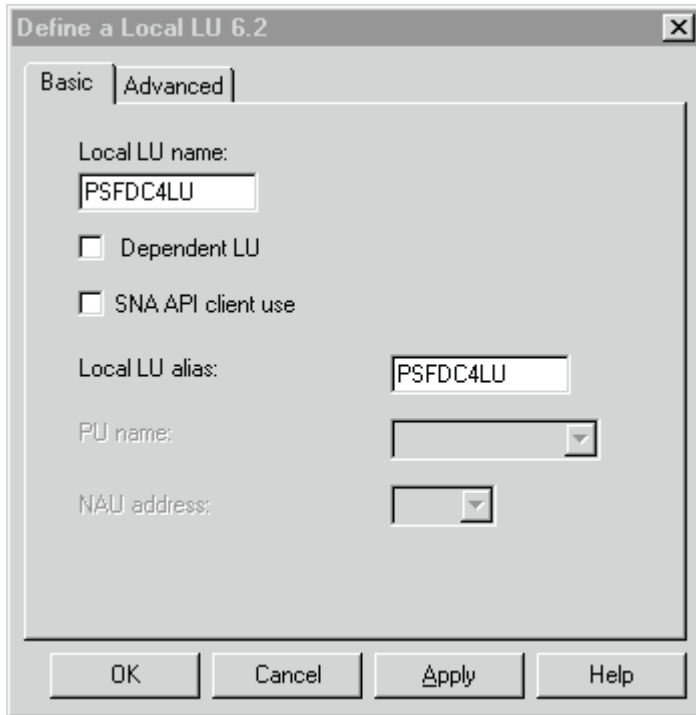 Define a Local LU 6.2
Basic Advanced
Local LU name:
PSFDC4LU
Dependent LU
SNA API client use
Local LU alias: PSFDC4LU
PU name:
NAU address:
OK Cancel Apply Help